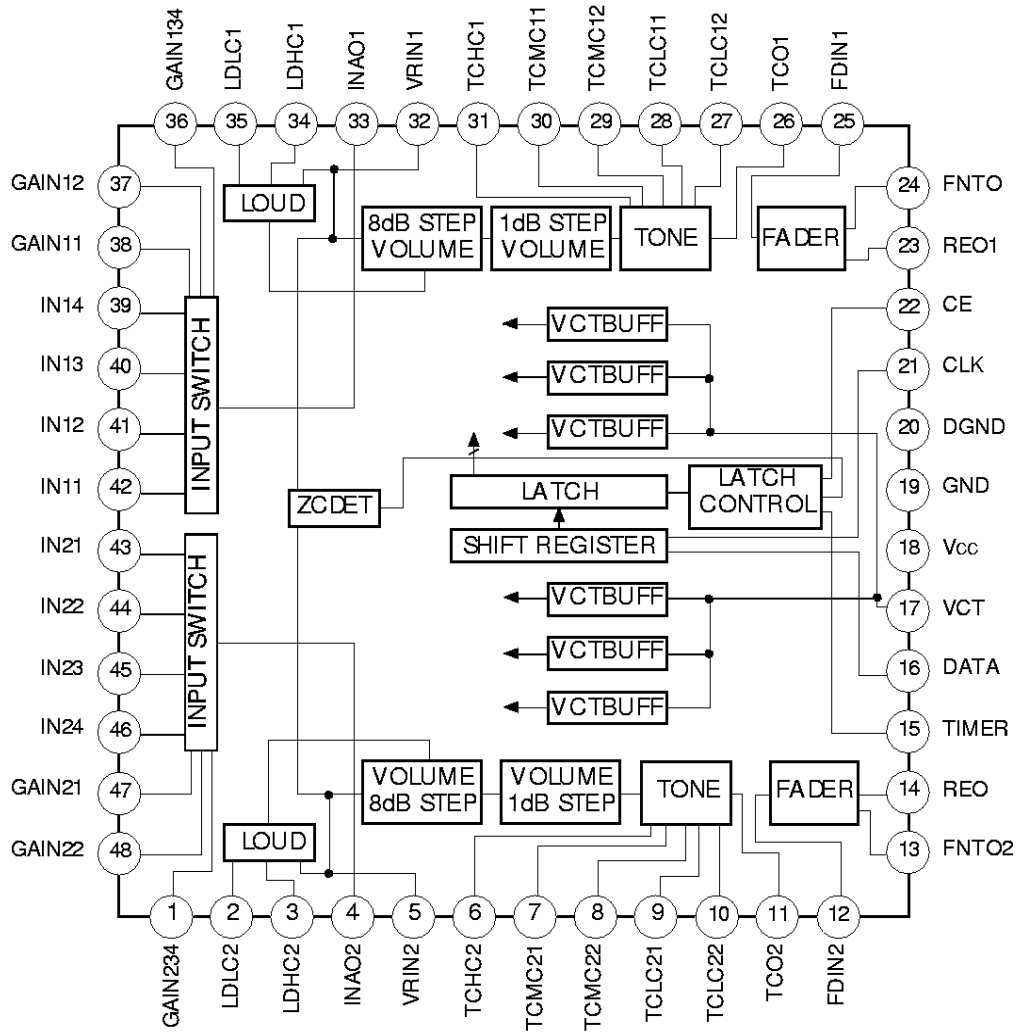 GAIN134
LDLC1
LDHC1
INAO1
VRIN1
TCHC1
TCMC11
TCMC12
TCLC11
TCLC12
TCO1
FDIN1
36
35
34
33
32
31
30
29
28
27
26
25
GAIN12
37
GAIN11
38
IN14
39
IN13
40
IN12
41
IN11
42
IN21
43
IN22
44
IN23
45
IN24
46
GAIN21
47
GAIN22
48
LOUD
8dB STEP
VOLUME
1dB STEP
VOLUME
TONE
FADER
24
FNTO
23
REO1
22
CE
21
CLK
20
DGND
19
GND
18
Vcc
17
VCT
16
DATA
15
TIMER
14
REO
13
FNTO2
INPUT SWITCH
VCTBUFF
VCTBUFF
VCTBUFF
ZCDET
LATCH
LATCH
CONTROL
SHIFT REGISTER
INPUT SWITCH
VCTBUFF
VCTBUFF
VCTBUFF
LOUD
VOLUME
8dB STEP
VOLUME
1dB STEP
TONE
FADER
1
2
3
4
5
6
7
8
9
10
11
12
GAIN234
LDLC2
LDHC2
INAO2
VRIN2
TCHC2
TCMC21
TCMC22
TCLC21
TCLC22
TCO2
FDIN2